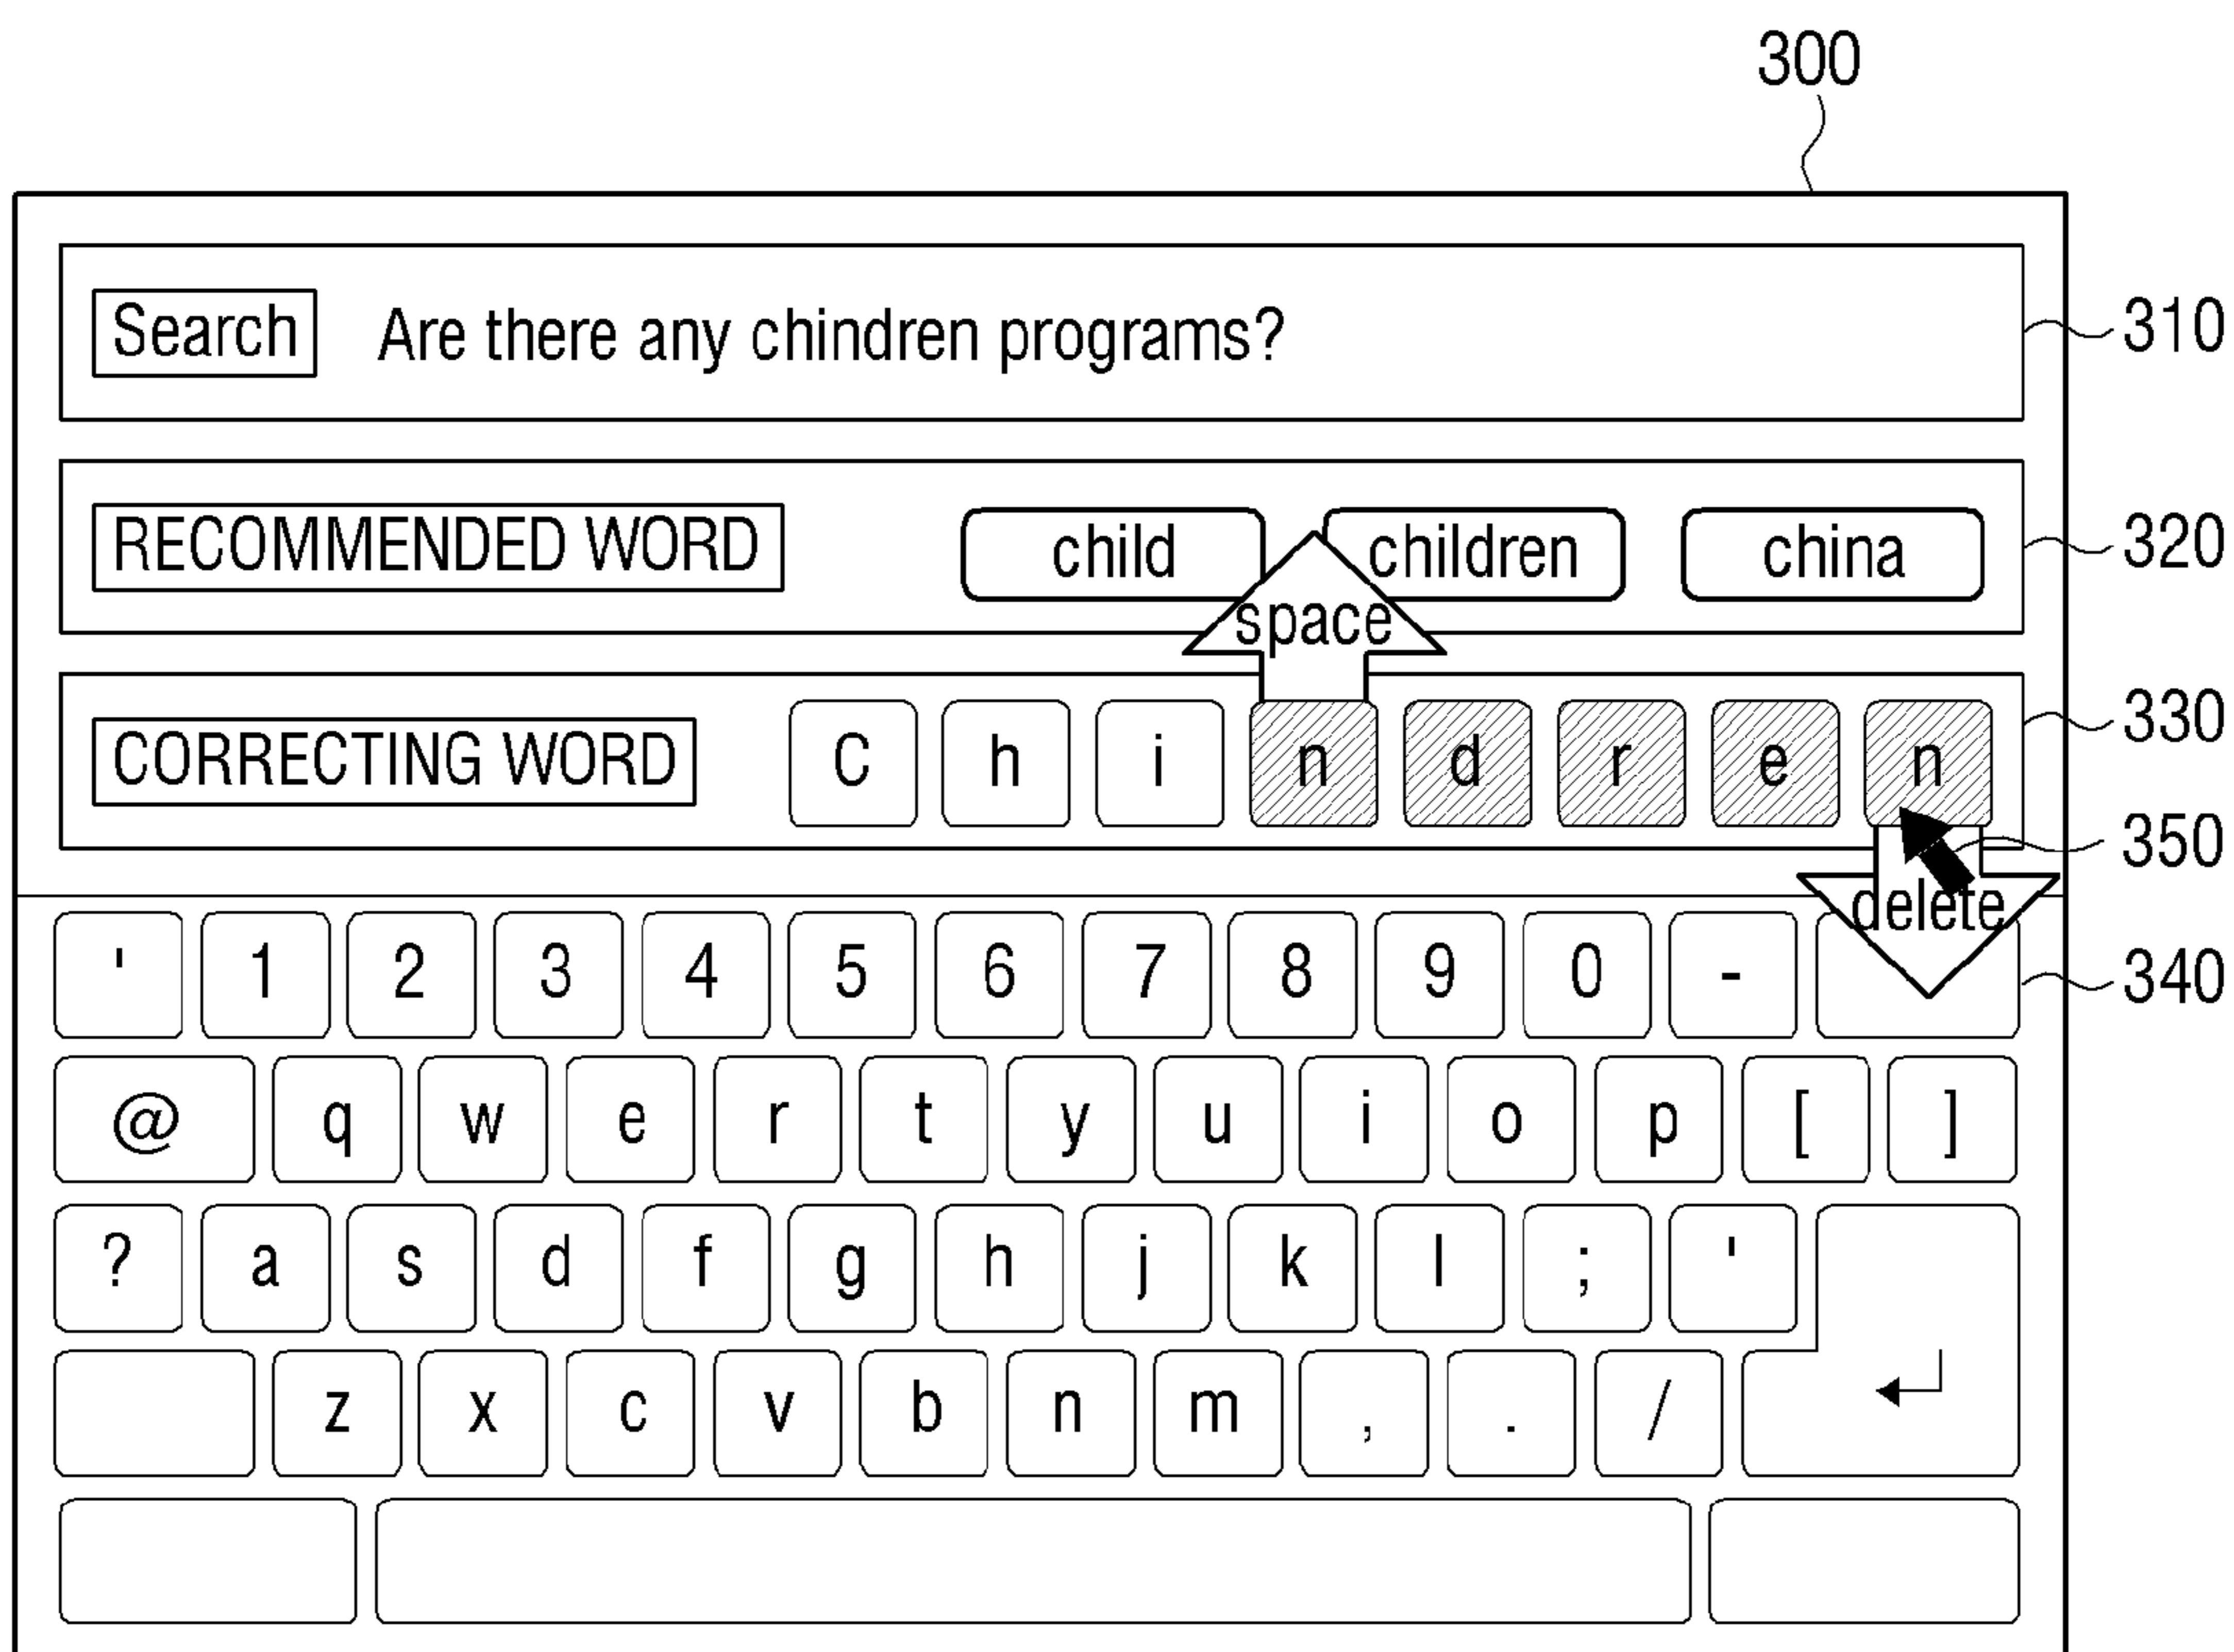 300
Search Are there any chindren programs? 310
RECOMMENDED WORD child children china 320
space
CORRECTING WORD C h i n d r e n 330
350
delete
' 1 2 3 4 5 6 7 8 9 0 - 340
@ q w e r t y u i o p [ ]
? a s d f g h j k l ; '
z x c v b n m , . /